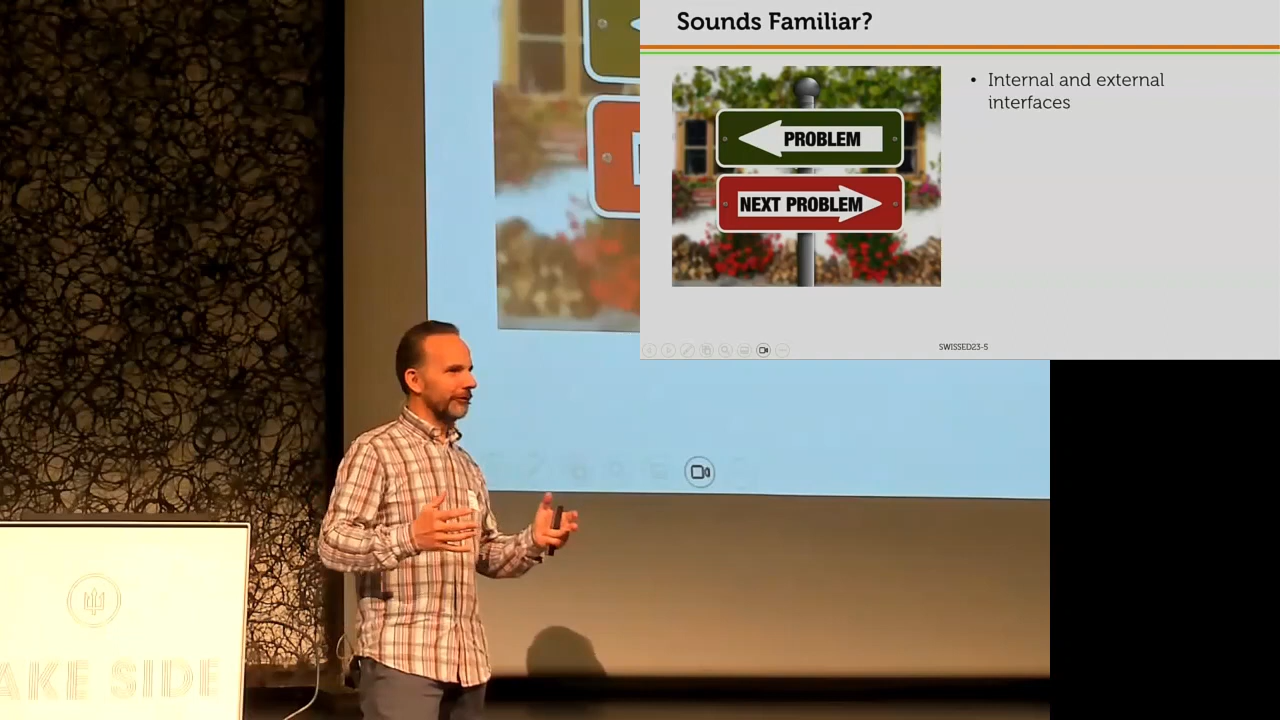 Sounds Familiar?
PROBLEM
NEXT PROBLEM
• Internal and external
interfaces
SWISSED23-5
AKE SIDE